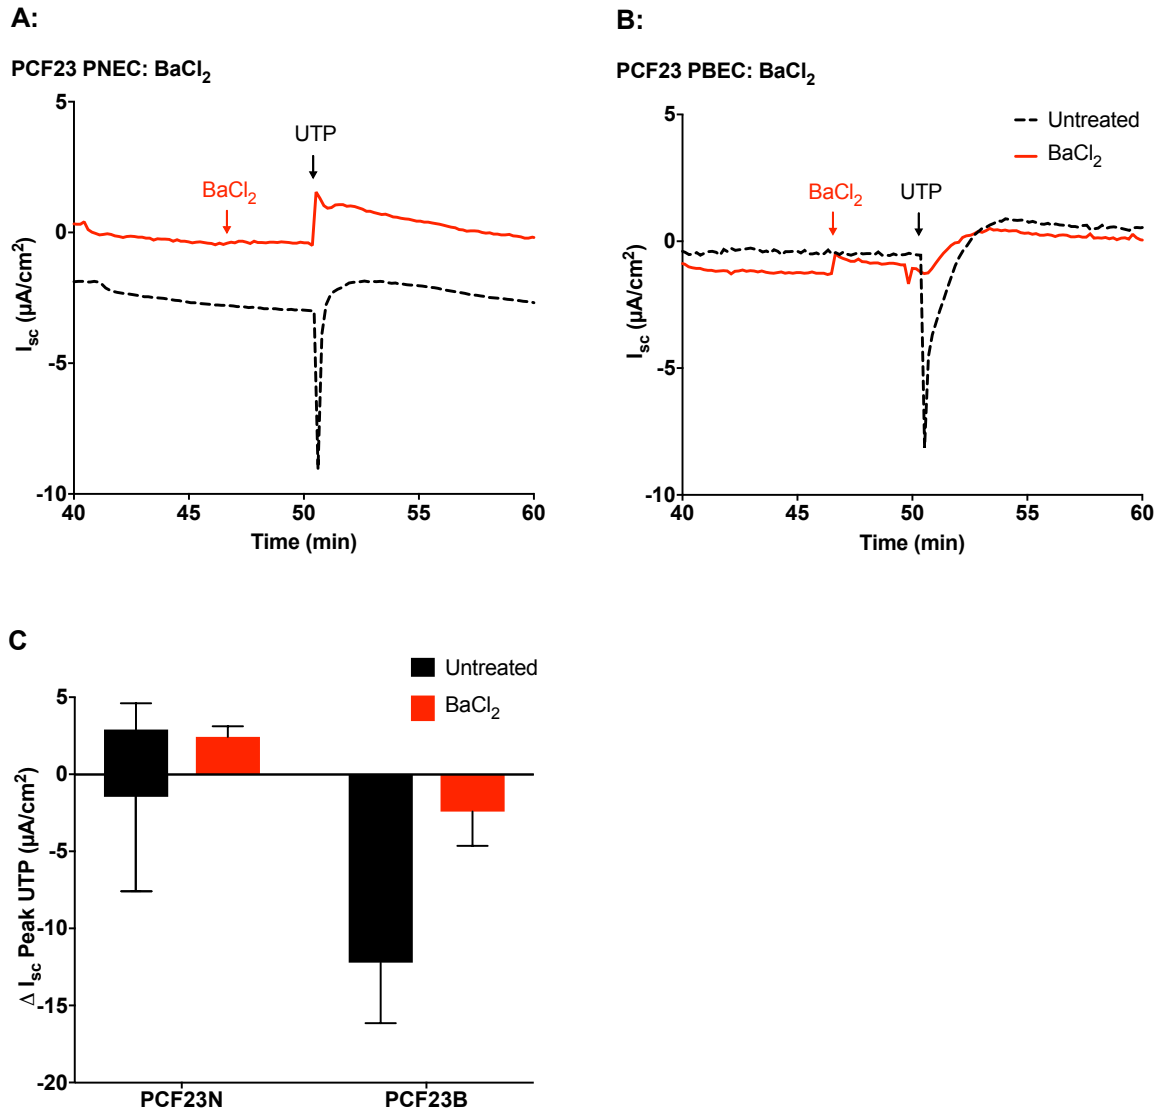 A:
PCF23 PNEC: BaCl₂
5
0
-5
-10
40
45
50
55
60
Iₛc (µA/cm²)
Time (min)
BaCl₂
UTP
B:
PCF23 PBEC: BaCl₂
5
0
-5
-10
40
45
50
55
60
Iₛc (µA/cm²)
Time (min)
BaCl₂
UTP
Untreated
BaCl₂
C
Untreated
BaCl₂
5
0
-5
-10
-15
-20
Δ Iₛc Peak UTP (µA/cm²)
PCF23N
PCF23B